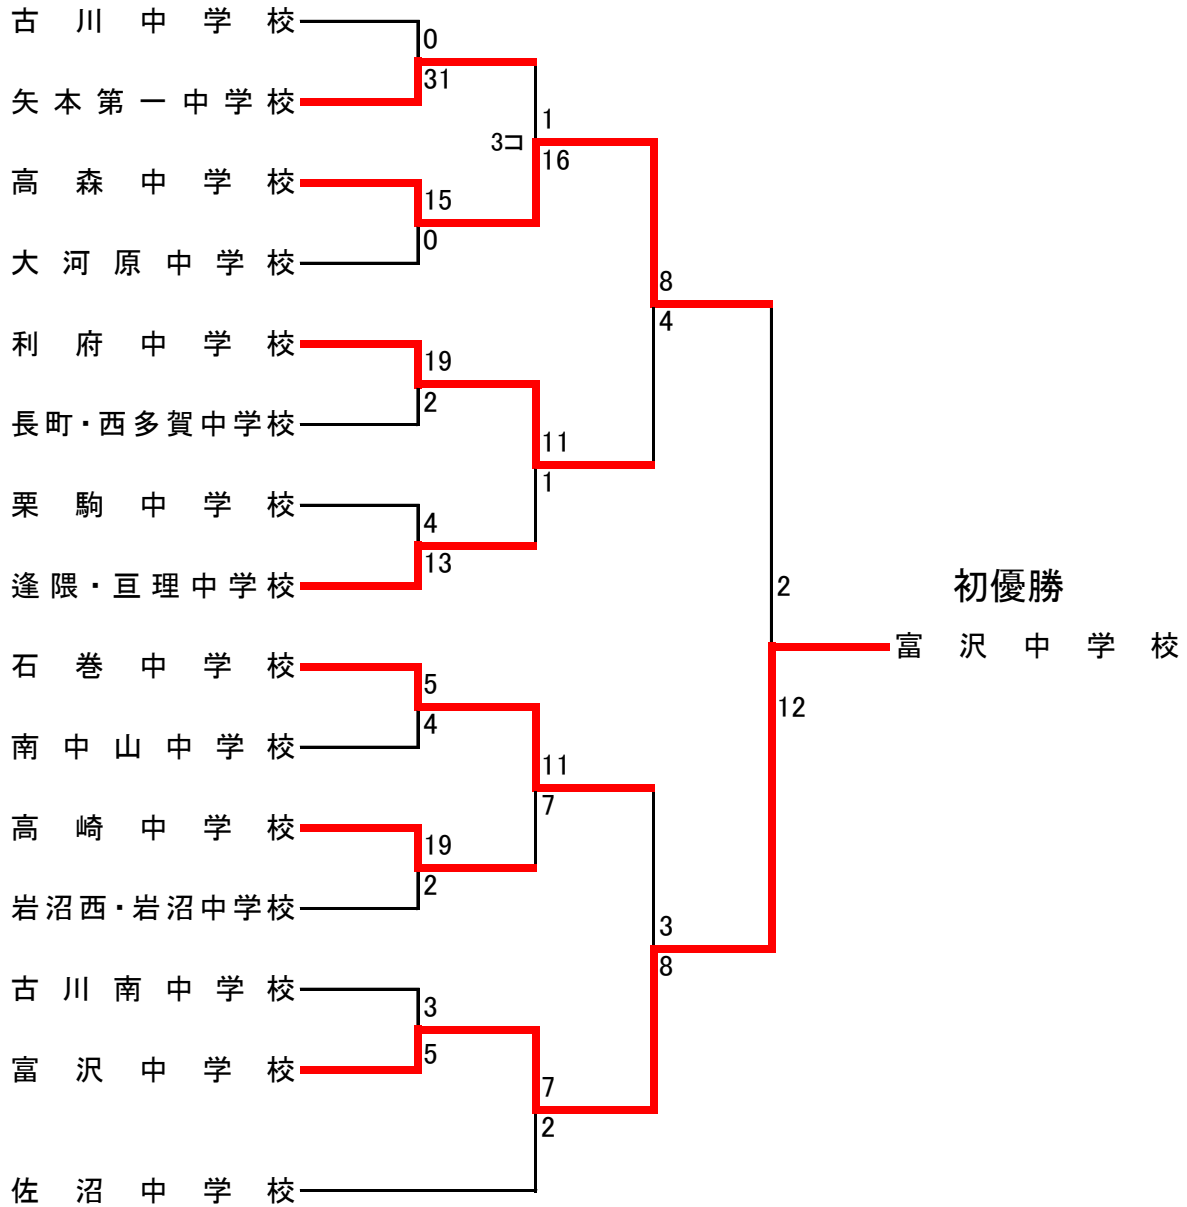 古川中学校
0
31
矢本第一中学校
1
3コ
16
高森中学校
15
0
大河原中学校
8
4
利府中学校
19
2
長町・西多賀中学校
11
1
栗駒中学校
4
13
逢隈・亘理中学校
2
初優勝
富沢中学校
12
石巻中学校
5
4
南中山中学校
11
7
高崎中学校
19
2
岩沼西・岩沼中学校
3
8
古川南中学校
3
5
富沢中学校
7
2
佐沼中学校